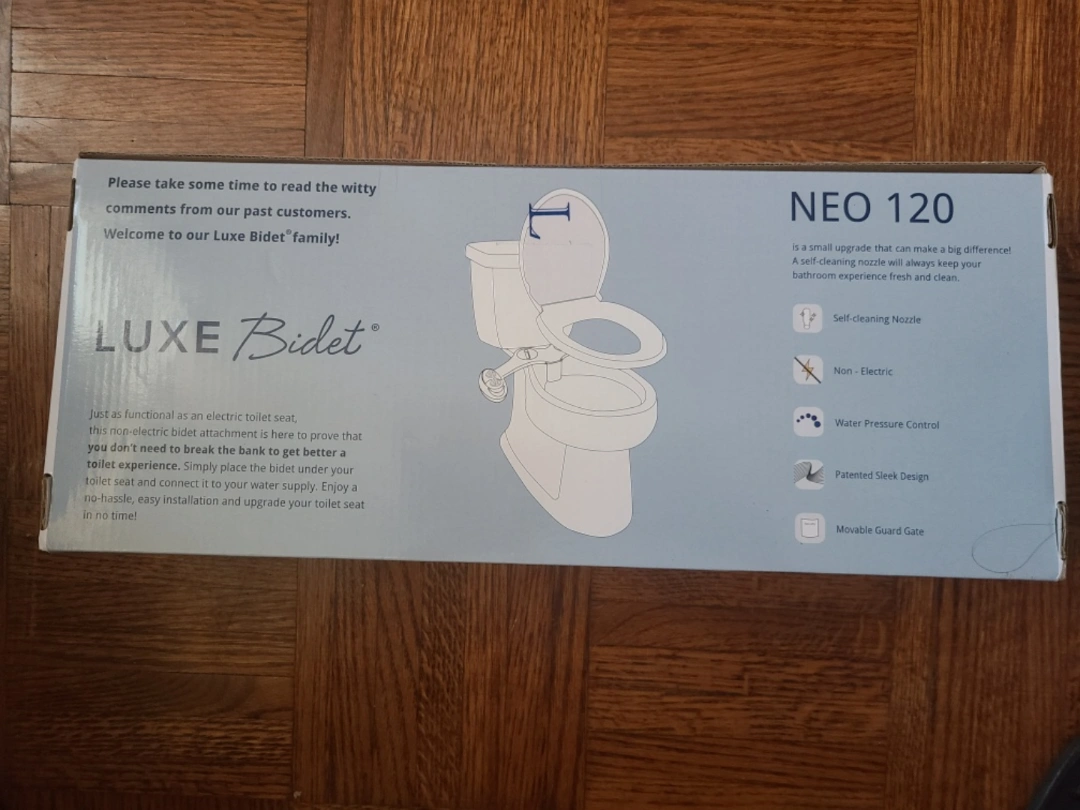 Please take some time to read the witty
comments from our past customers.
Welcome to our Luxe Bidet® family!
LUXE Bidet®
Just as functional as an electric toilet seat,
this non-electric bidet attachment is here to prove that
you don't need to break the bank to get better a
toilet experience. Simply place the bidet under your
toilet seat and connect it to your water supply. Enjoy a
no-hassle, easy installation and upgrade your toilet seat
in no time!
L
NEO 120
is a small upgrade that can make a big difference!
A self-cleaning nozzle will always keep your
bathroom experience fresh and clean.
Self-cleaning Nozzle
Non - Electric
Water Pressure Control
Patented Sleek Design
Movable Guard Gate